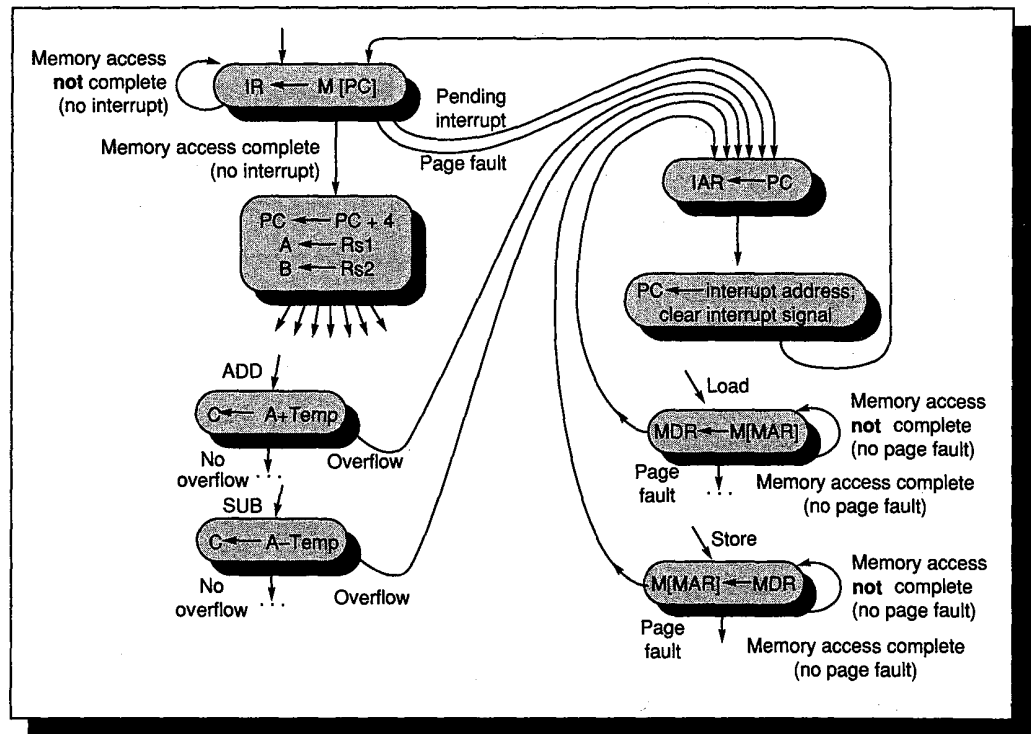 Memory access
not complete
(no interrupt)
IR ← M [PC]
Pending
interrupt
Page fault
Memory access complete
(no interrupt)
IAR ← PC
PC ← PC + 4
A ← Rs1
B ← Rs2
PC ← Interrupt address;
clear interrupt signal
ADD
C ← A+Temp
No
overflow
...
Overflow
SUB
C ← A–Temp
No
overflow
...
Overflow
Load
MDR ← M[MAR]
Memory access
not complete
(no page fault)
Page
fault
...
Memory access complete
(no page fault)
Store
M[MAR] ← MDR
Memory access
not complete
(no page fault)
Page
fault
Memory access complete
(no page fault)